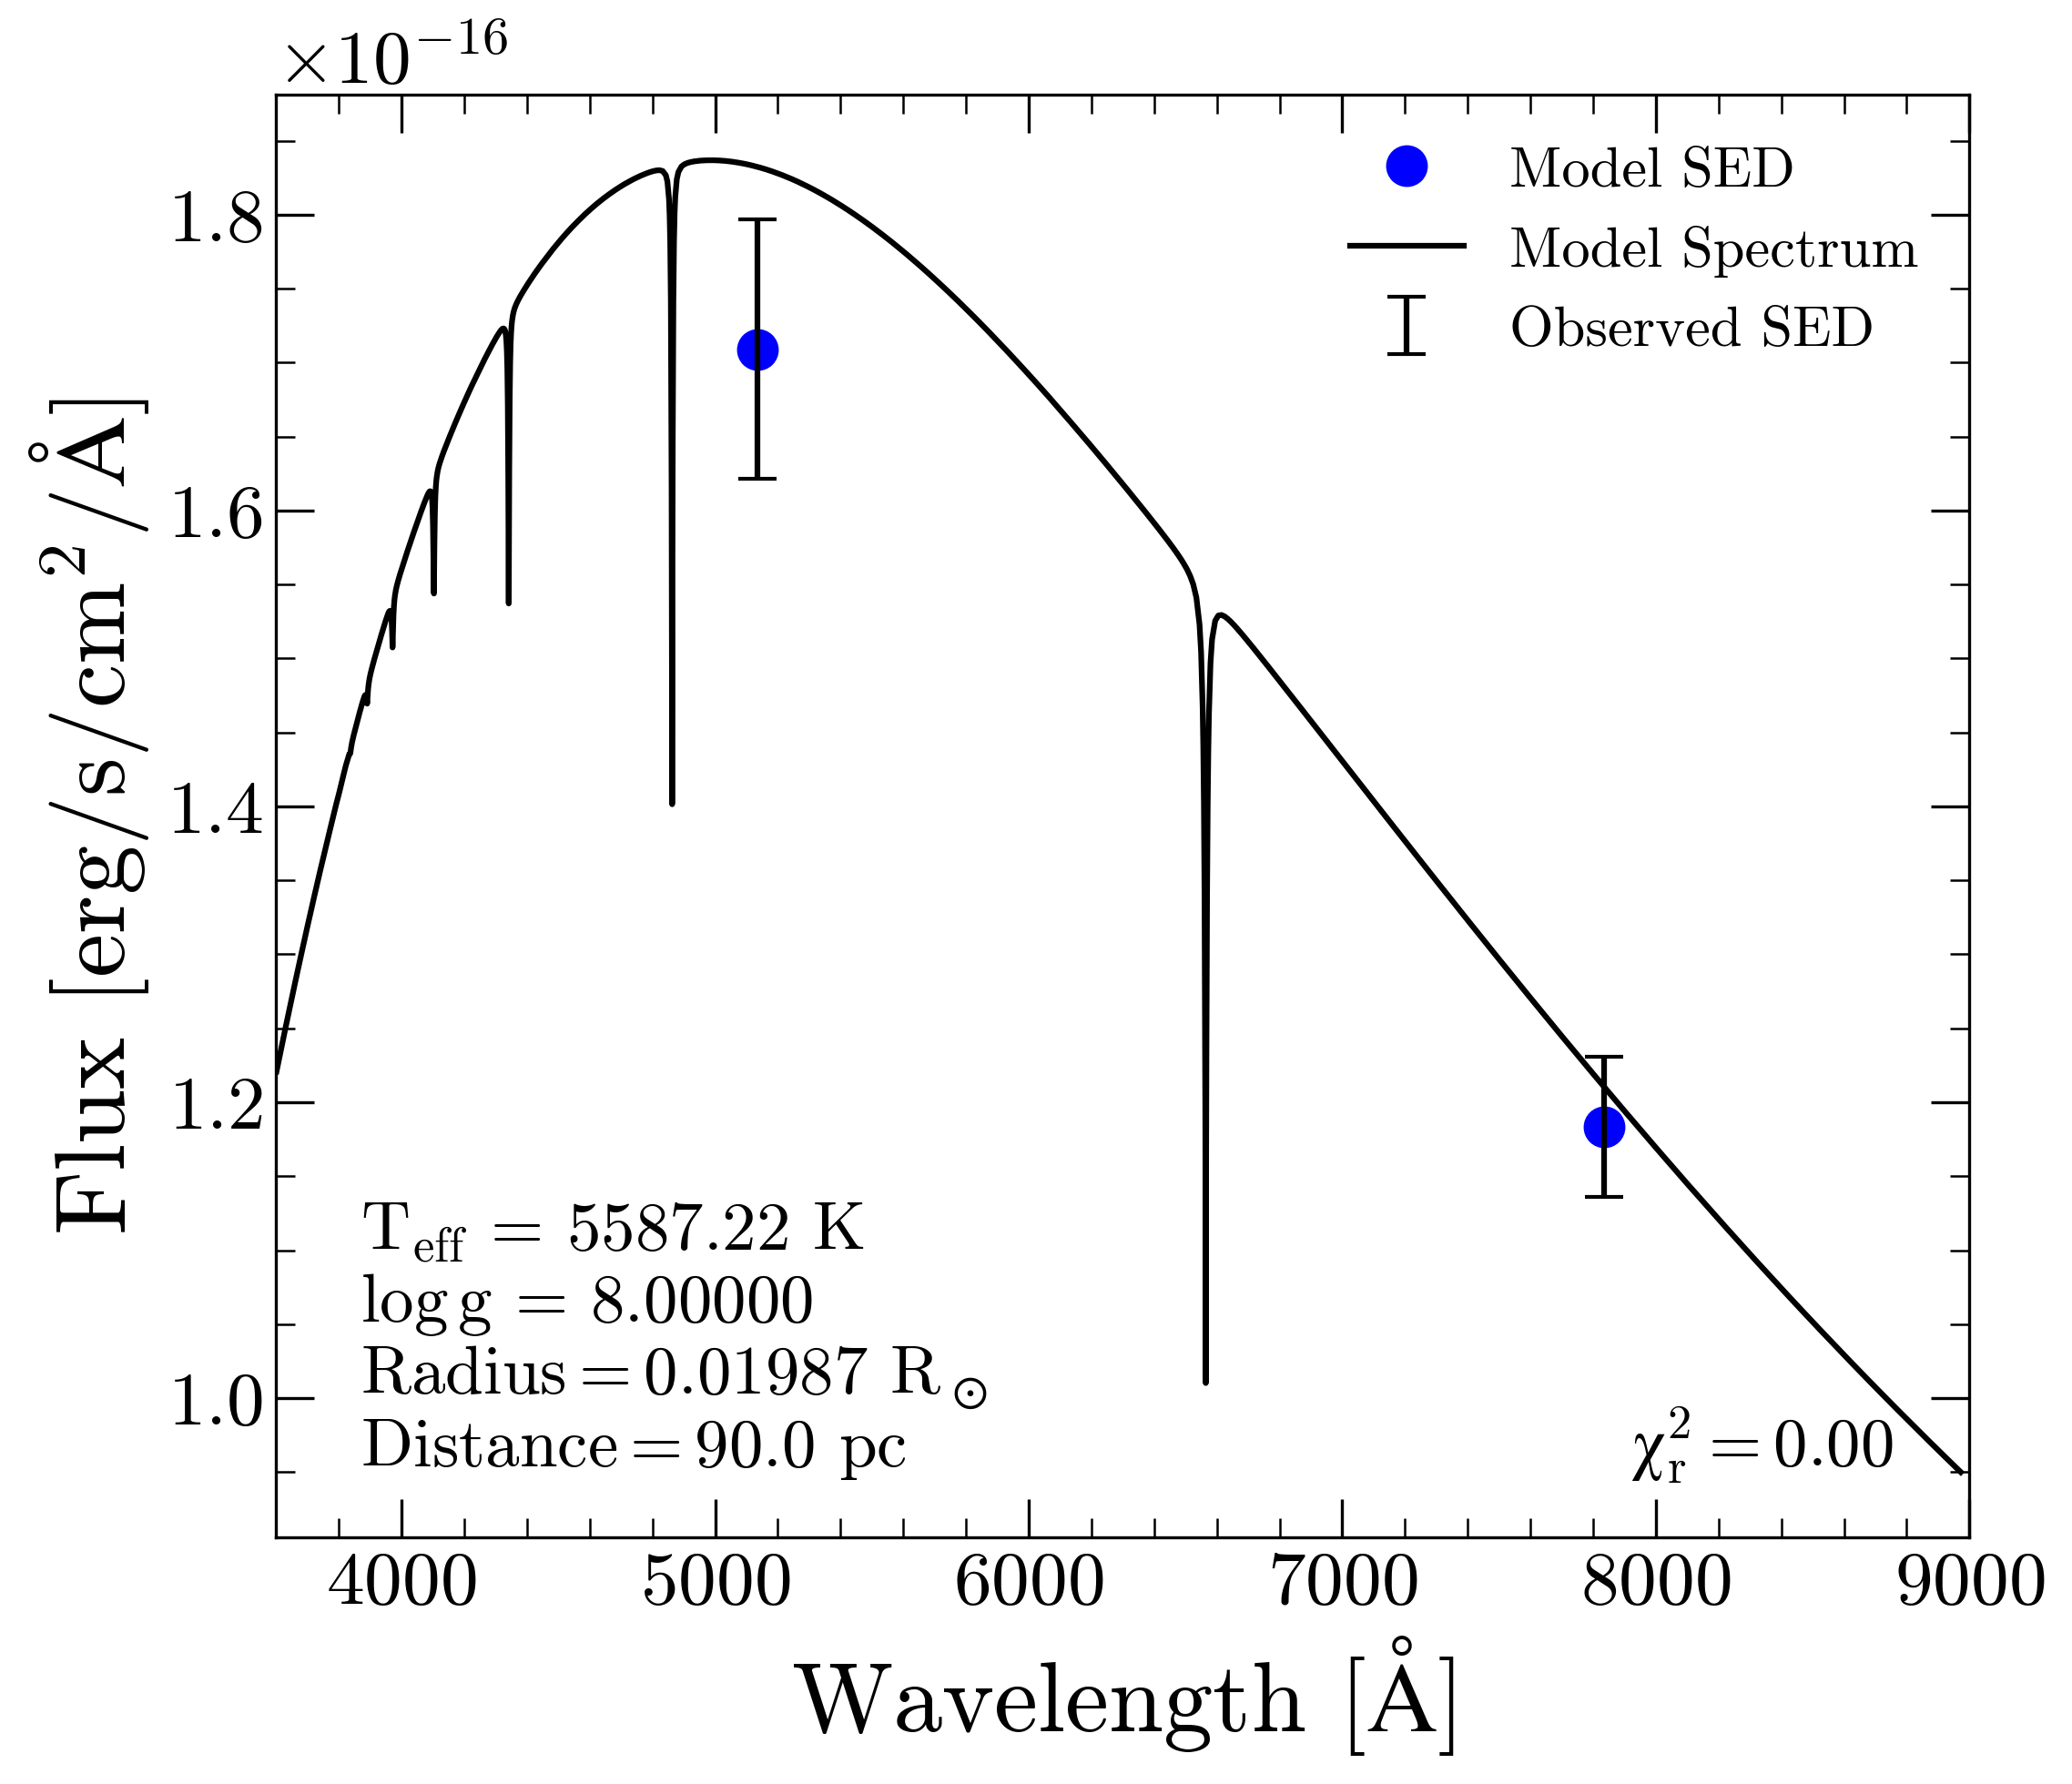 ×10⁻¹⁶
Model SED
Model Spectrum
Observed SED
1.8
1.6
1.4
1.2
1.0
Flux [erg/s/cm²/Å]
T_eff = 5587.22 K
log g = 8.00000
Radius = 0.01987 R_⊙
Distance = 90.0 pc
χ²_r = 0.00
4000 5000 6000 7000 8000 9000
Wavelength [Å]